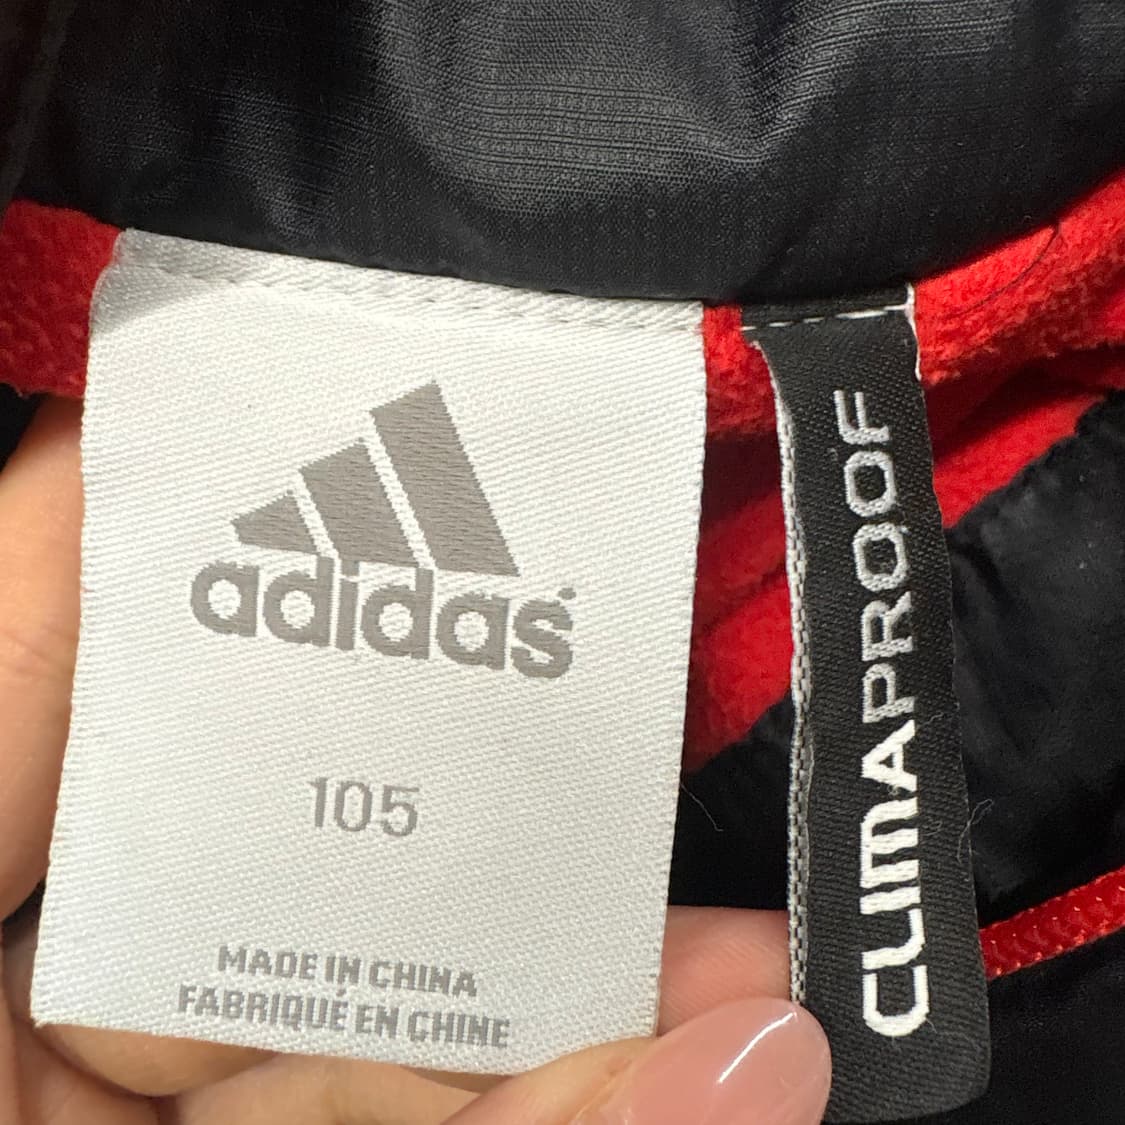 adidas
105
MADE IN CHINA
FABRIQUÉ EN CHINE
CLIMAPROOF